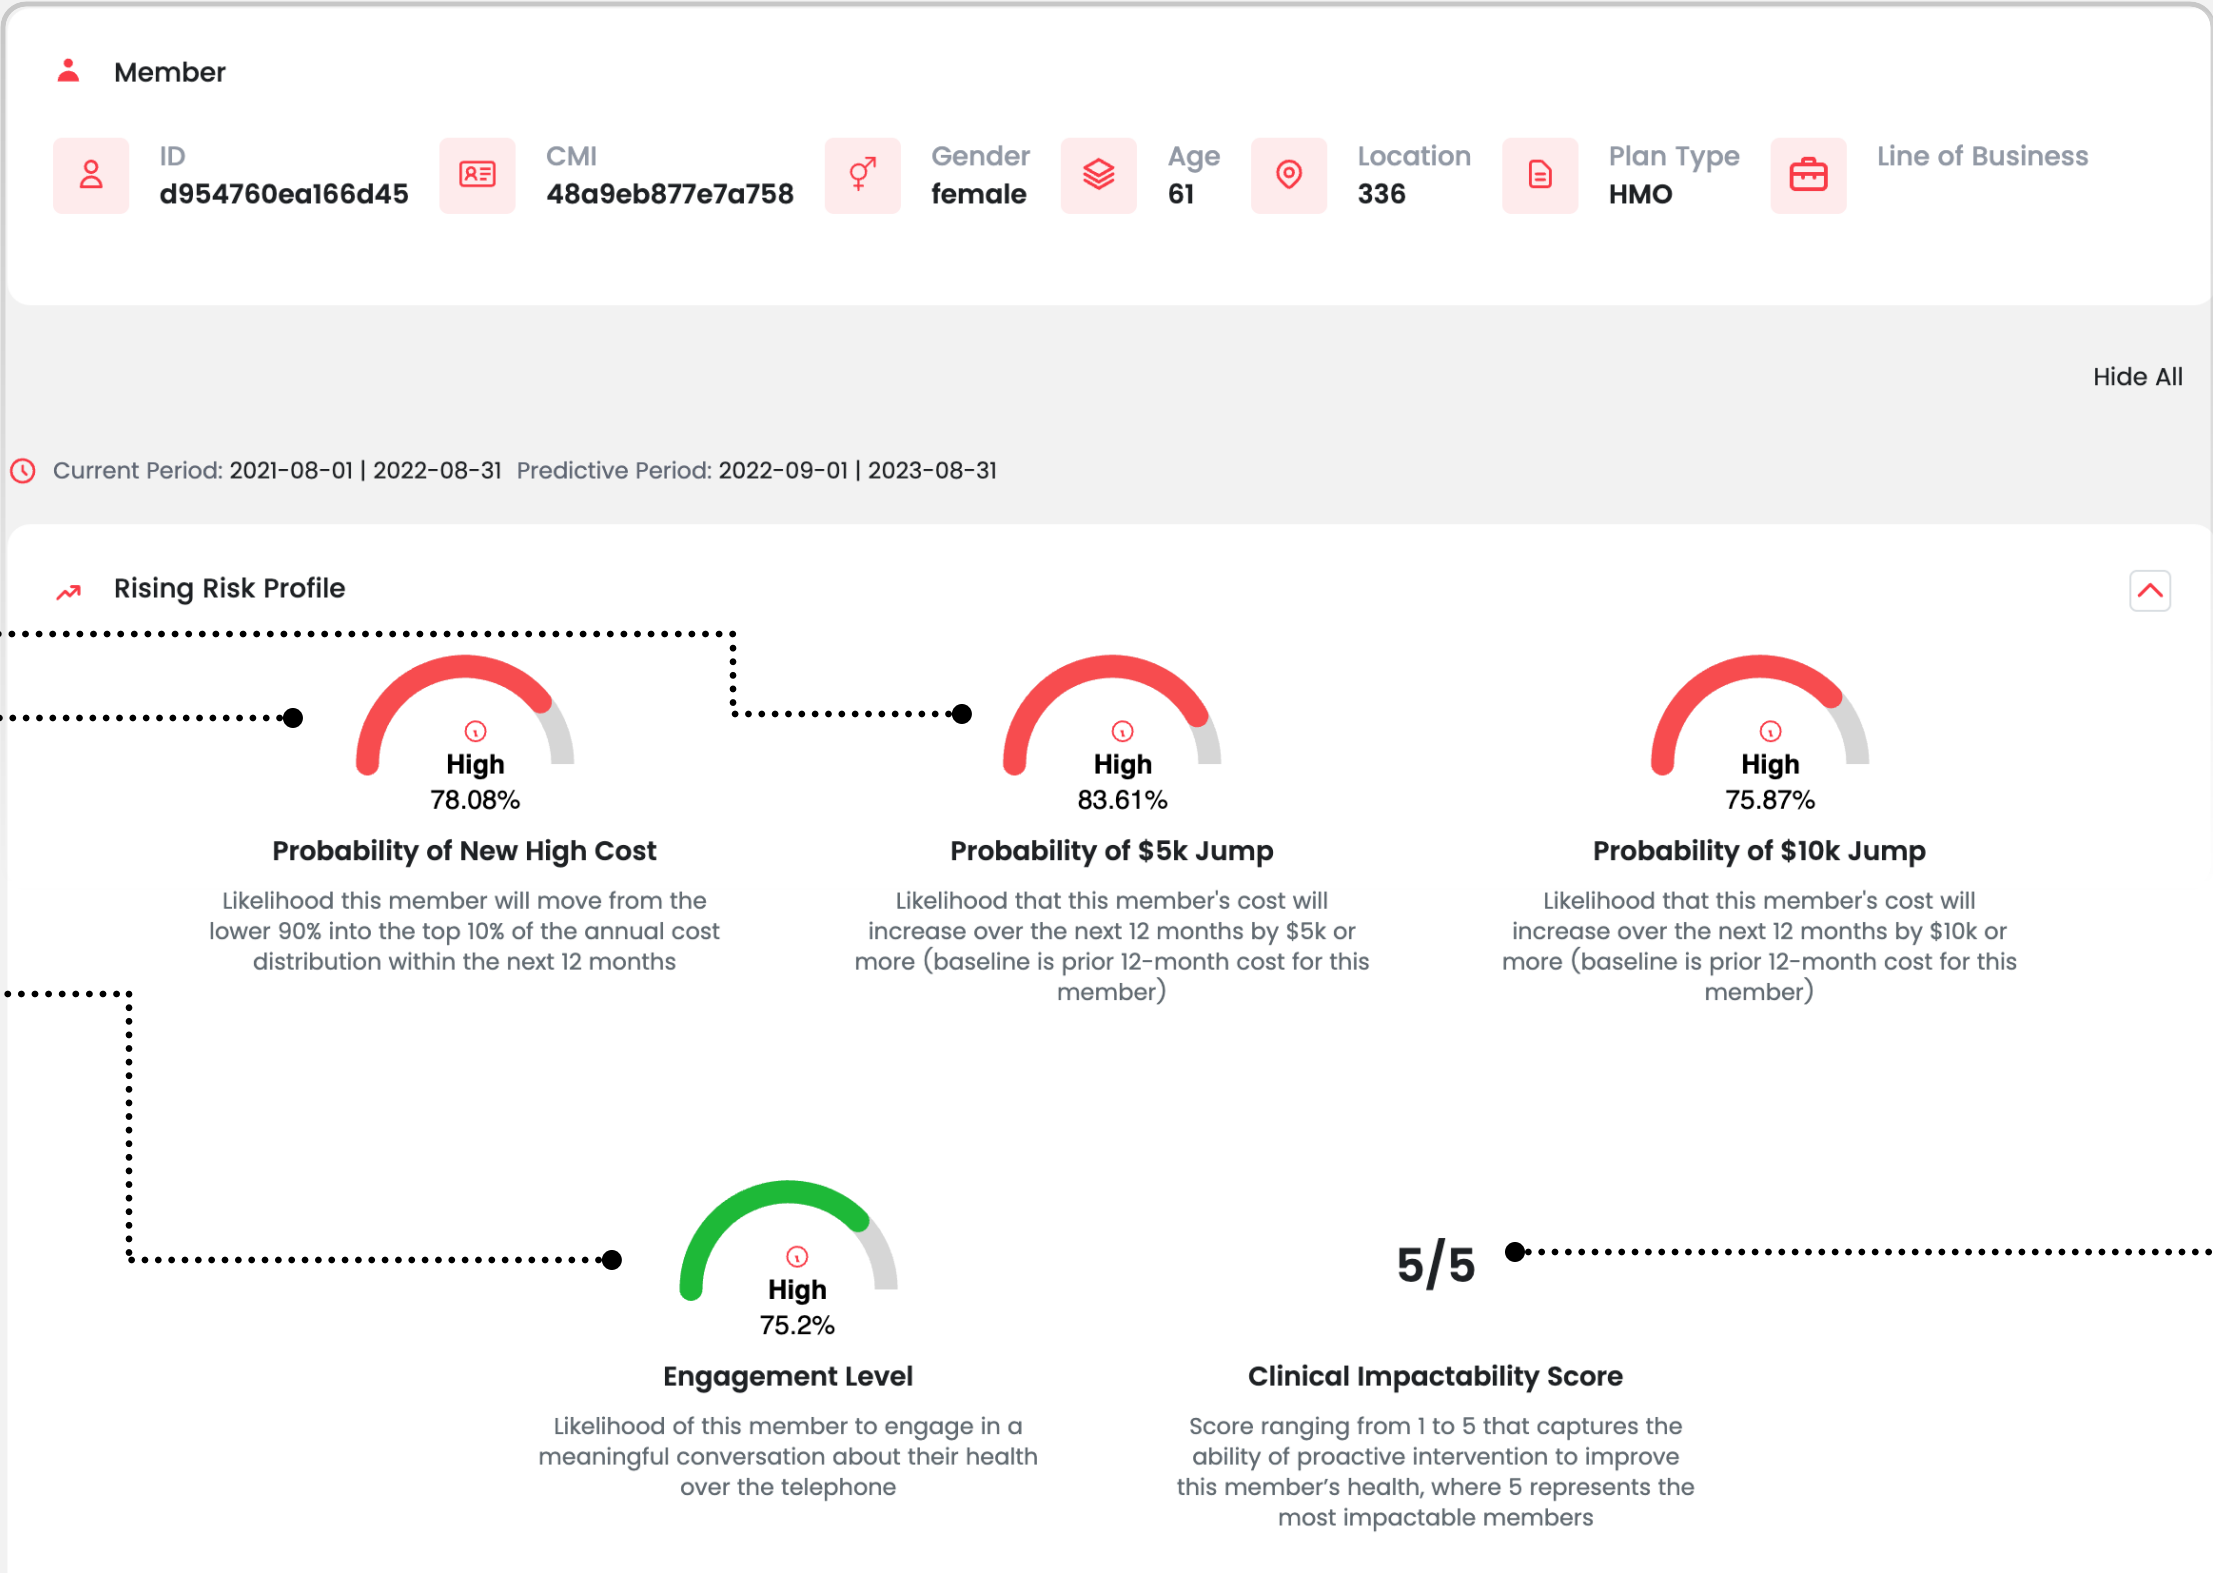 Member
ID
d954760ea166d45
CMI
48a9eb877e7a758
Gender
female
Age
61
Location
336
Plan Type
HMO
Line of Business
Hide All
Current Period: 2021-08-01 | 2022-08-31 Predictive Period: 2022-09-01 | 2023-08-31
Rising Risk Profile
High
78.08%
Probability of New High Cost
Likelihood this member will move from the
lower 90% into the top 10% of the annual cost
distribution within the next 12 months
High
83.61%
Probability of $5k Jump
Likelihood that this member's cost will
increase over the next 12 months by $5k or
more (baseline is prior 12-month cost for this
member)
High
75.87%
Probability of $10k Jump
Likelihood that this member's cost will
increase over the next 12 months by $10k or
more (baseline is prior 12-month cost for this
member)
High
75.2%
Engagement Level
Likelihood of this member to engage in a
meaningful conversation about their health
over the telephone
5/5
Clinical Impactability Score
Score ranging from 1 to 5 that captures the
ability of proactive intervention to improve
this member’s health, where 5 represents the
most impactable members